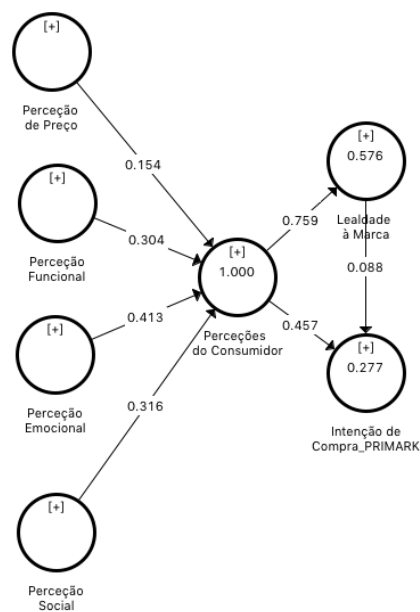 [+]
Perceção
de Preço
0.154
[+]
Perceção
Funcional
0.304
[+]
Perceção
Emocional
0.413
[+]
Perceção
Social
0.316
[+]
1.000
Perceções
do Consumidor
0.759
0.457
[+]
0.576
Lealdade
à Marca
0.088
[+]
0.277
Intenção de
Compra_PRIMARK